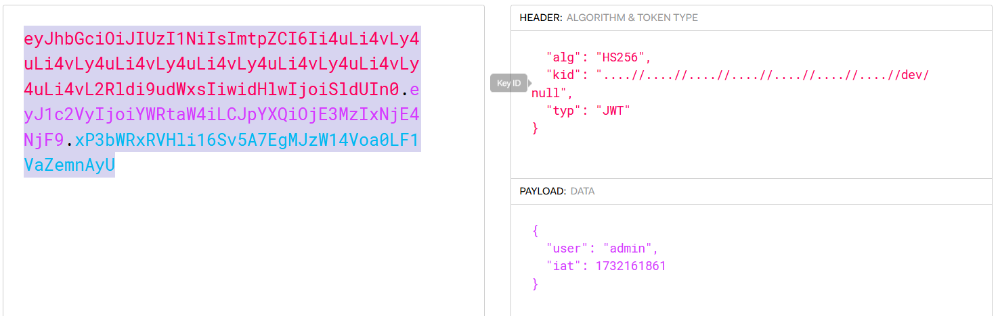 eyJhbGciOiJIUzI1NiIsImtpZCI6Ii4uLi4vLy4
uLi4vLy4uLi4vLy4uLi4vLy4uLi4vLy4uLi4vLy
4uLi4vL2Rldi9udWxsIiwidHlwIjoiSldUIn0.e
yJ1c2VyIjoiYWRtaW4iLCJpYXQiOjE3MzIxNjE4
NjF9.xP3bWRxRVHli16Sv5A7EgMJzW14Voa0LF1
VaZemnAyU
HEADER: ALGORITHM & TOKEN TYPE
"alg": "HS256",
Key ID
"kid": "....//....//....//....//....//....//....//dev/
null",
"typ": "JWT"
}
PAYLOAD: DATA
{
"user": "admin",
"iat": 1732161861
}